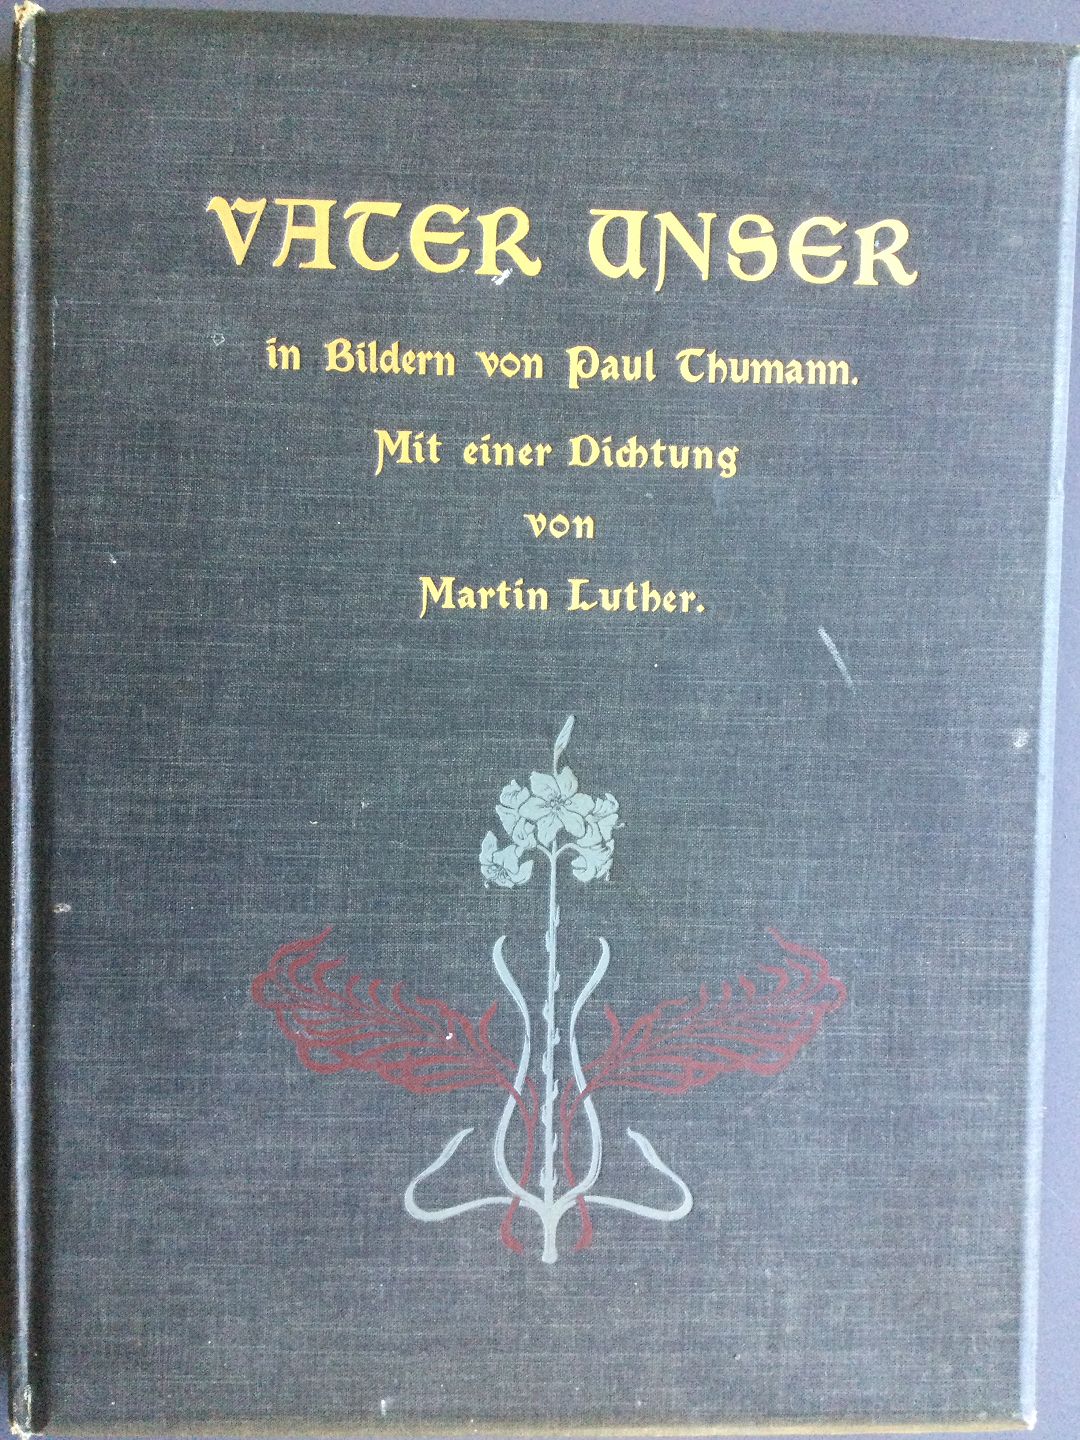 VATER UNSER
in Bildern von Paul Thumann.
Mit einer Dichtung
von
Martin Luther.